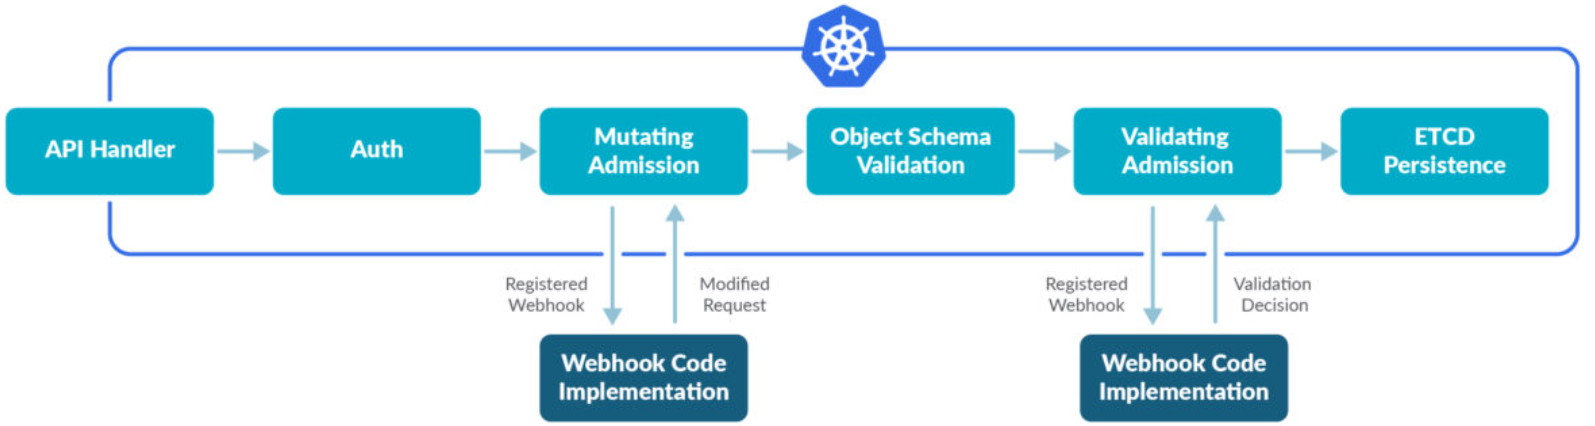 API Handler
Auth
Mutating
Admission
Object Schema
Validation
Validating
Admission
ETCD
Persistence
Registered
Webhook
Modified
Request
Registered
Webhook
Validation
Decision
Webhook Code
Implementation
Webhook Code
Implementation